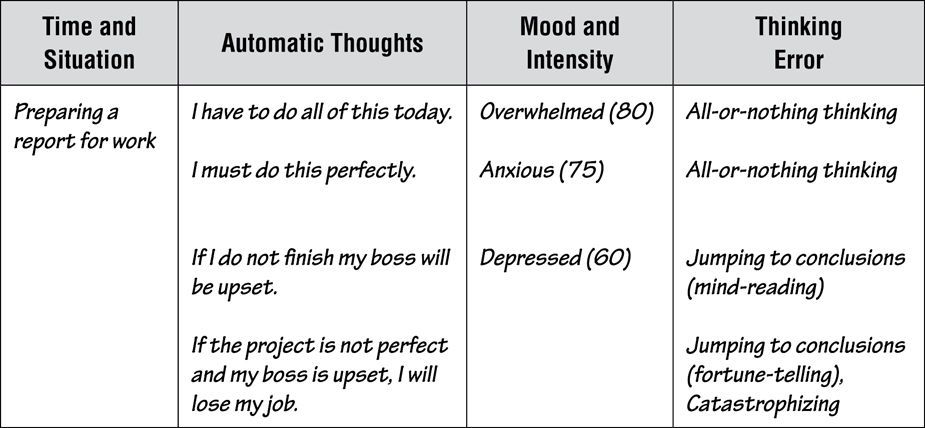 Time and
Situation
Automatic Thoughts
Mood and
Intensity
Thinking
Error
Preparing a
report for work
I have to do all of this today.
Overwhelmed (80)
All-or-nothing thinking
I must do this perfectly.
Anxious (75)
All-or-nothing thinking
If I do not finish my boss will
be upset.
Depressed (60)
Jumping to conclusions
(mind-reading)
If the project is not perfect
and my boss is upset, I will
lose my job.
Jumping to conclusions
(fortune-telling),
Catastrophizing